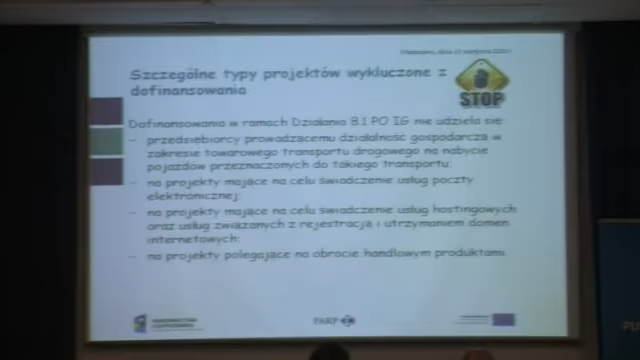 Szczególne typy projektów wykluczone z
dofinansowania
STOP
Dofinansowania w ramach Działania 8.1 PO IG nie udziela się:
– przedsiębiorcy prowadzącemu działalność gospodarczą w
zakresie towarowego transportu drogowego na nabycie
pojazdów przeznaczonych do takiego transportu;
– na projekty mające na celu świadczenie usług poczty
elektronicznej;
– na projekty mające na celu świadczenie usług hostingowych
oraz usług związanych z rejestracją i utrzymaniem domen
internetowych;
– na projekty polegające na obrocie handlowym produktami.
PARP